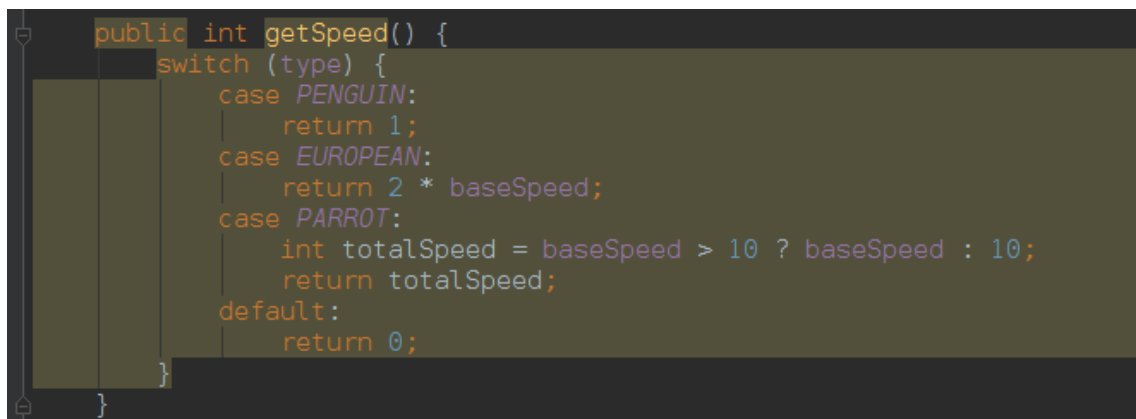 public int getSpeed() {
switch (type) {
case PENGUIN:
return 1;
case EUROPEAN:
return 2 * baseSpeed;
case PARROT:
int totalSpeed = baseSpeed > 10 ? baseSpeed : 10;
return totalSpeed;
default:
return 0;
}
}